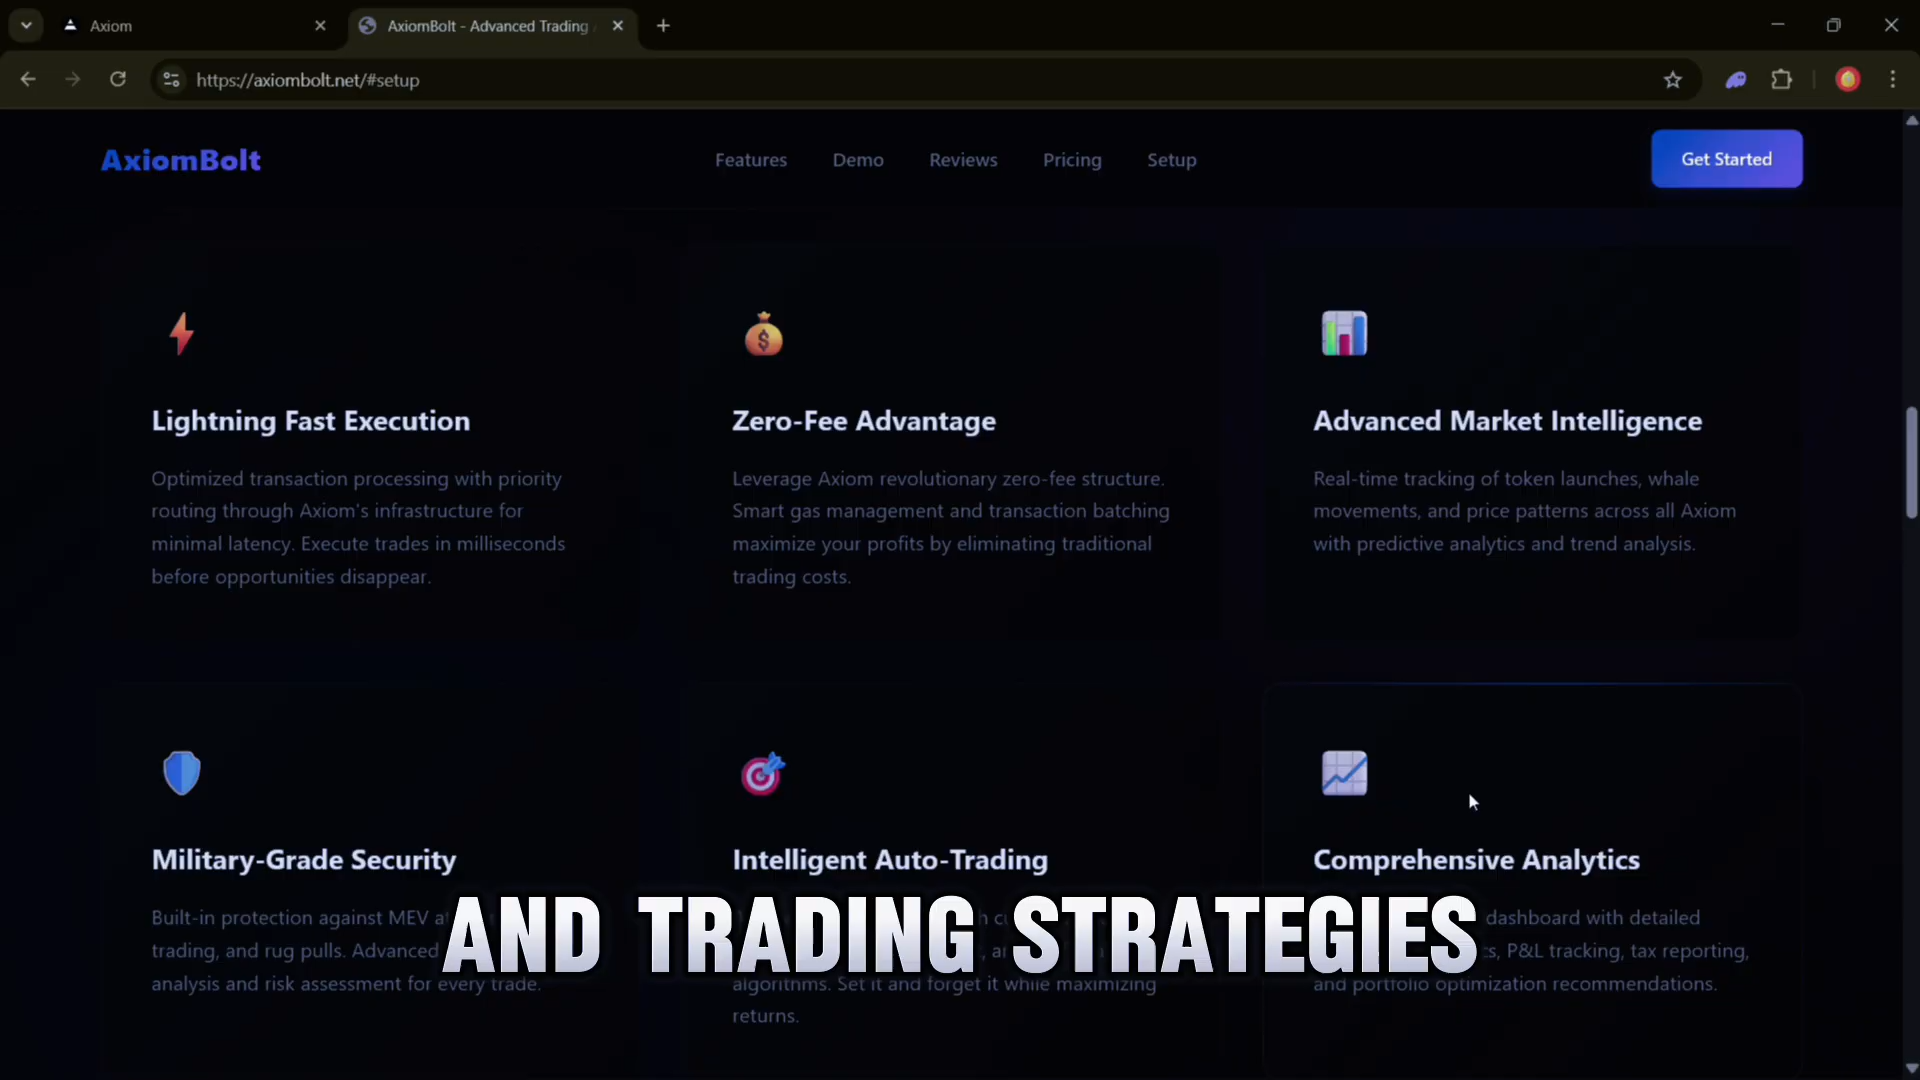 Axiom
AxiomBolt - Advanced Trading
https://axiombolt.net/#setup
AxiomBolt
Features
Demo
Reviews
Pricing
Setup
Get Started
Lightning Fast Execution
Optimized transaction processing with priority
routing through Axiom's infrastructure for
minimal latency. Execute trades in milliseconds
before opportunities disappear.
Zero-Fee Advantage
Leverage Axiom revolutionary zero-fee structure.
Smart gas management and transaction batching
maximize your profits by eliminating traditional
trading costs.
Advanced Market Intelligence
Real-time tracking of token launches, whale
movements, and price patterns across all Axiom
with predictive analytics and trend analysis.
Military-Grade Security
Built-in protection against MEV
trading, and rug pulls. Advanced
analysis and risk assessment for every trade.
Intelligent Auto-Trading
algorithms. Set it and forget it while maximizing
returns.
Comprehensive Analytics
dashboard with detailed
P&L tracking, tax reporting,
and portfolio optimization recommendations.
AND TRADING STRATEGIES